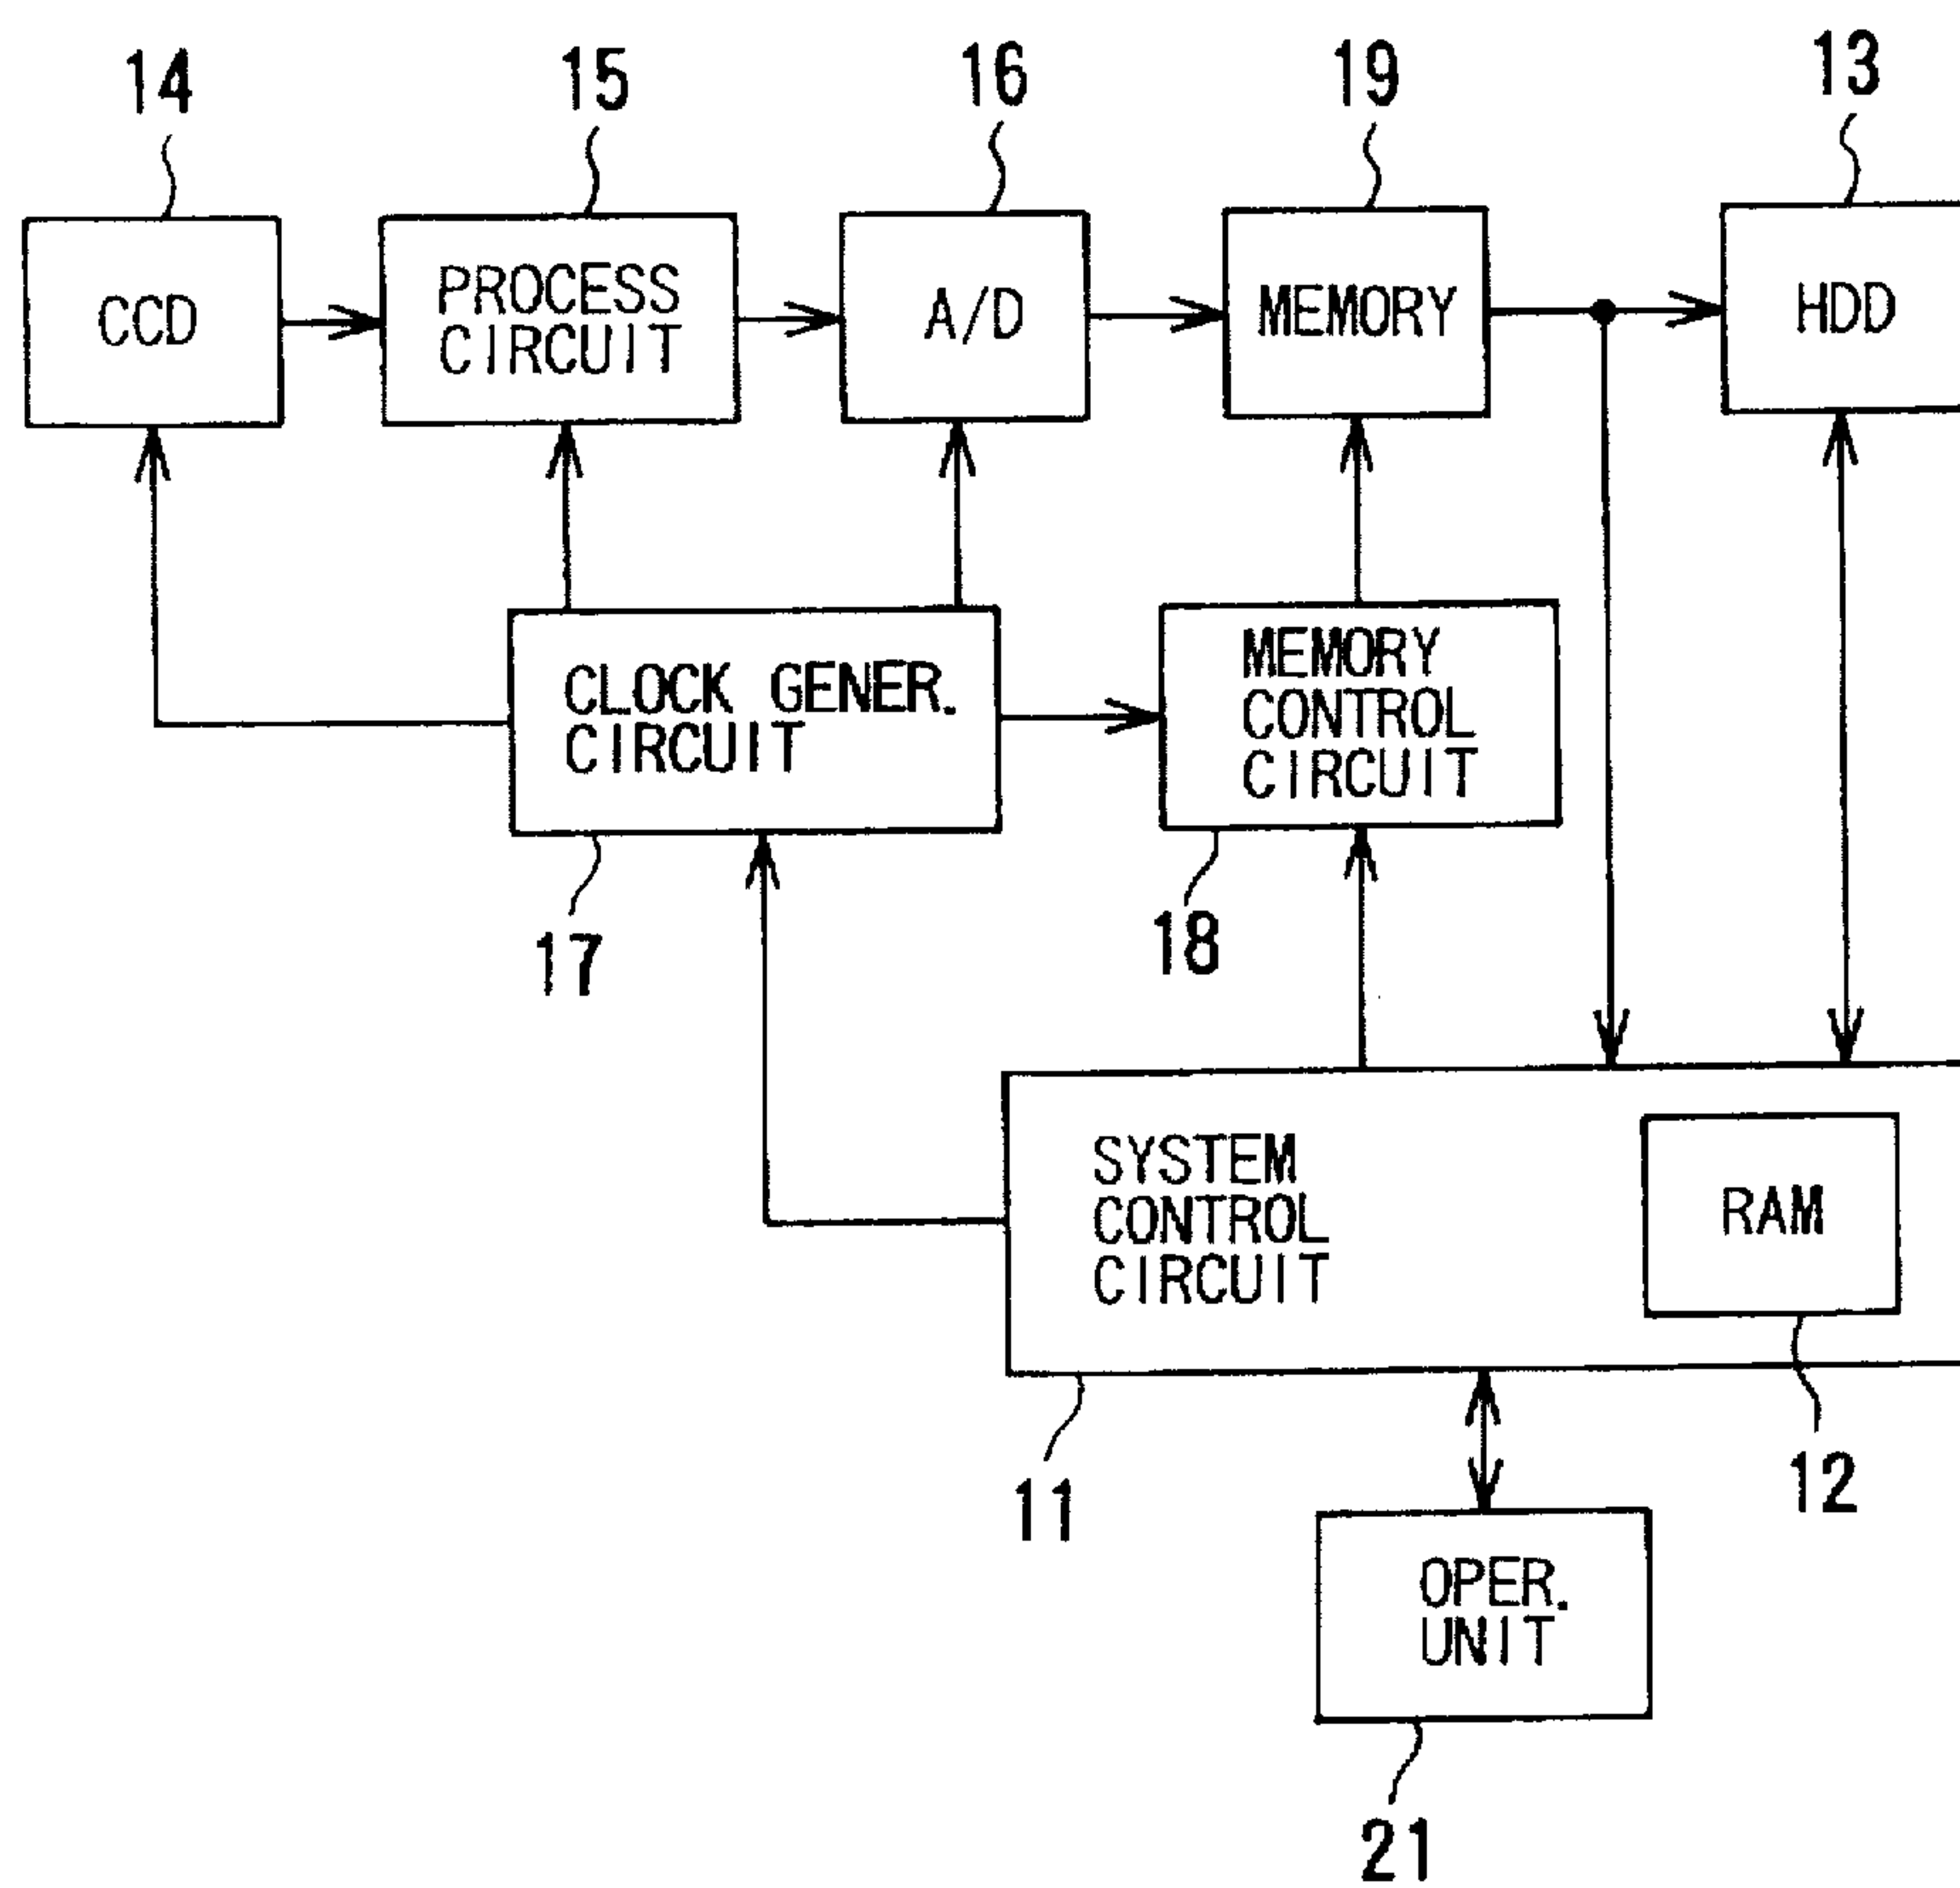 14
15
16
19
13
CCD
PROCESS
CIRCUIT
A/D
MEMORY
HDD
CLOCK GENER.
CIRCUIT
MEMORY
CONTROL
CIRCUIT
17
18
SYSTEM
CONTROL
CIRCUIT
RAM
11
12
OPER.
UNIT
21